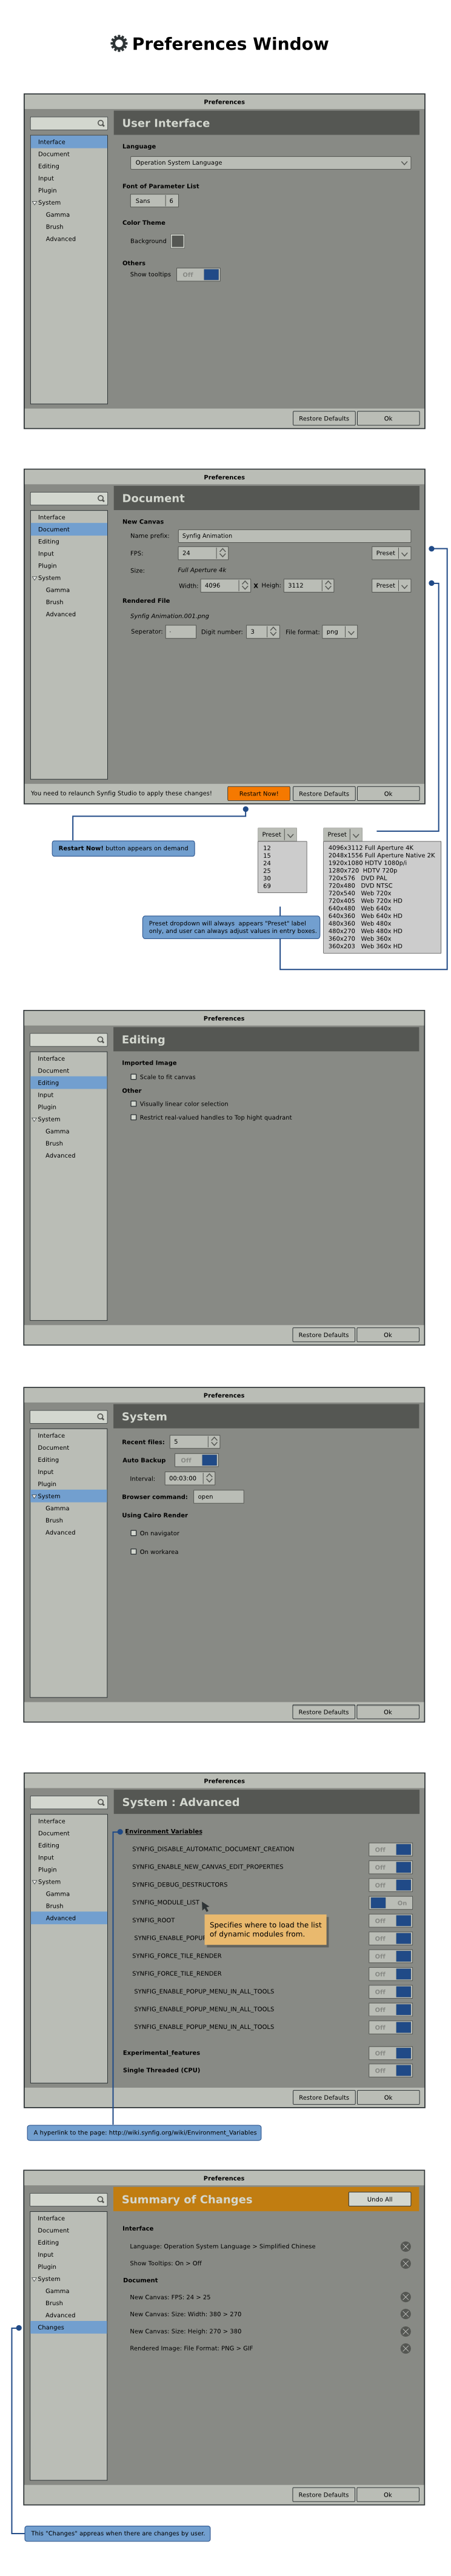 Preferences Window
Preferences
User Interface
Interface
Document
Editing
Input
Plugin
System
Gamma
Brush
Advanced
Language
Operation System Language
Font of Parameter List
Sans 6
Color Theme
Background
Others
Show tooltips Off
Restore Defaults Ok
Preferences
Document
Interface
Document
Editing
Input
Plugin
System
Gamma
Brush
Advanced
New Canvas
Name prefix: Synfig Animation
FPS: 24 Preset
Size: Full Aperture 4k
Width: 4096 X Heigh: 3112 Preset
Rendered File
Synfig Animation.001.png
Seperator: . Digit number: 3 File format: png
You need to relaunch Synfig Studio to apply these changes! Restart Now! Restore Defaults Ok
Restart Now! button appears on demand
Preset
12
15
24
25
30
69
Preset
4096x3112 Full Aperture 4K
2048x1556 Full Aperture Native 2K
1920x1080 HDTV 1080p/i
1280x720 HDTV 720p
720x576 DVD PAL
720x480 DVD NTSC
720x540 Web 720x
720x405 Web 720x HD
640x480 Web 640x
640x360 Web 640x HD
480x360 Web 480x
480x270 Web 480x HD
360x270 Web 360x
360x203 Web 360x HD
Preset dropdown will always appears "Preset" label
only, and user can always adjust values in entry boxes.
Preferences
Editing
Interface
Document
Editing
Input
Plugin
System
Gamma
Brush
Advanced
Imported Image
Scale to fit canvas
Other
Visually linear color selection
Restrict real-valued handles to Top hight quadrant
Restore Defaults Ok
Preferences
System
Interface
Document
Editing
Input
Plugin
System
Gamma
Brush
Advanced
Recent files: 5
Auto Backup Off
Interval: 00:03:00
Browser command: open
Using Cairo Render
On navigator
On workarea
Restore Defaults Ok
Preferences
System : Advanced
Interface
Document
Editing
Input
Plugin
System
Gamma
Brush
Advanced
Environment Variables
SYNFIG_DISABLE_AUTOMATIC_DOCUMENT_CREATION Off
SYNFIG_ENABLE_NEW_CANVAS_EDIT_PROPERTIES Off
SYNFIG_DEBUG_DESTRUCTORS Off
SYNFIG_MODULE_LIST On
SYNFIG_ROOT Off
Specifies where to load the list
of dynamic modules from.
SYNFIG_ENABLE_POPU Off
SYNFIG_FORCE_TILE_RENDER Off
SYNFIG_FORCE_TILE_RENDER Off
SYNFIG_ENABLE_POPUP_MENU_IN_ALL_TOOLS Off
SYNFIG_ENABLE_POPUP_MENU_IN_ALL_TOOLS Off
SYNFIG_ENABLE_POPUP_MENU_IN_ALL_TOOLS Off
Experimental_features Off
Single Threaded (CPU) Off
Restore Defaults Ok
A hyperlink to the page: http://wiki.synfig.org/wiki/Environment_Variables
Preferences
Summary of Changes Undo All
Interface
Document
Editing
Input
Plugin
System
Gamma
Brush
Advanced
Changes
Interface
Language: Operation System Language > Simplified Chinese
Show Tooltips: On > Off
Document
New Canvas: FPS: 24 > 25
New Canvas: Size: Width: 380 > 270
New Canvas: Size: Heigh: 270 > 380
Rendered Image: File Format: PNG > GIF
Restore Defaults Ok
This "Changes" appreas when there are changes by user.